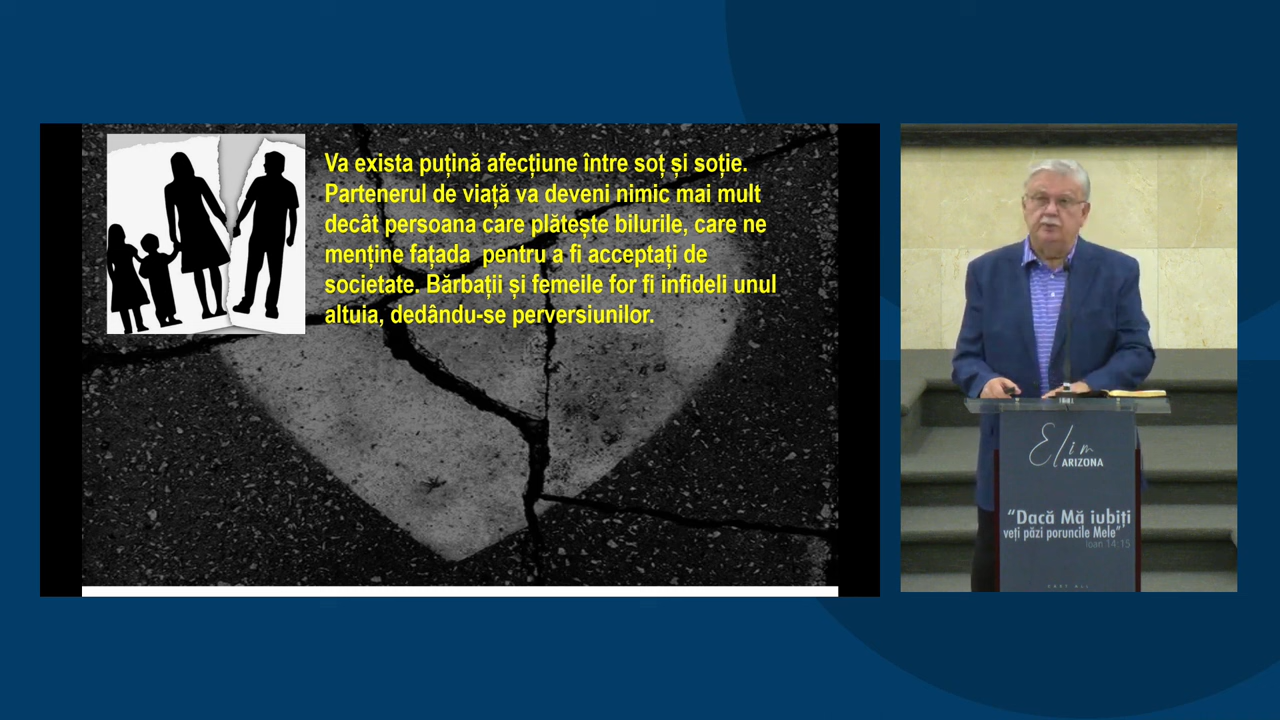 Va exista puțină afecțiune între soț și soție.
Partenerul de viață va deveni nimic mai mult
decât persoana care plătește bilurile, care ne
menține fațada  pentru a fi acceptați de
societate. Bărbații și femeile for fi infideli unul
altuia, dedându-se perversiunilor.
Elim
ARIZONA
“Dacă Mă iubiți
veți păzi poruncile Mele”
Ioan 14:15